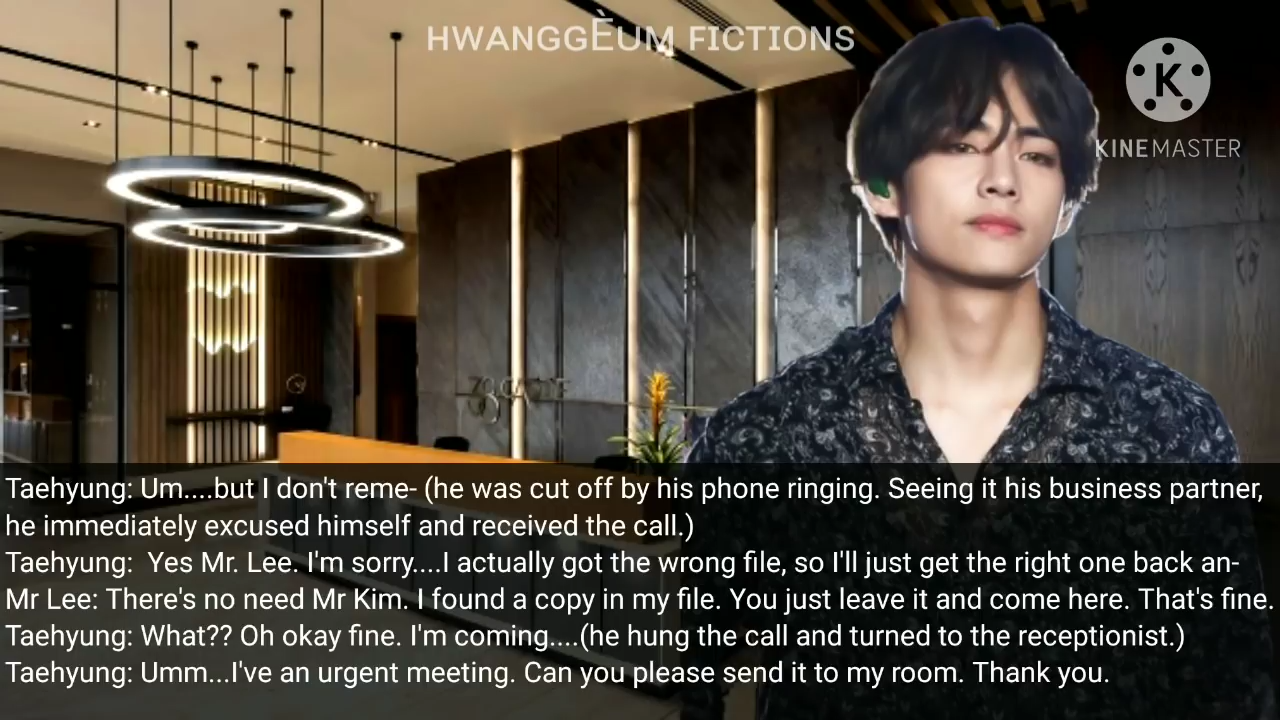 HWANGGÈUM FICTIONS
K
KINEMASTER
Taehyung: Um....but I don't reme- (he was cut off by his phone ringing. Seeing it his business partner,
he immediately excused himself and received the call.)
Taehyung:  Yes Mr. Lee. I'm sorry....I actually got the wrong file, so I'll just get the right one back an-
Mr Lee: There's no need Mr Kim. I found a copy in my file. You just leave it and come here. That's fine.
Taehyung: What?? Oh okay fine. I'm coming....(he hung the call and turned to the receptionist.)
Taehyung: Umm...I've an urgent meeting. Can you please send it to my room. Thank you.